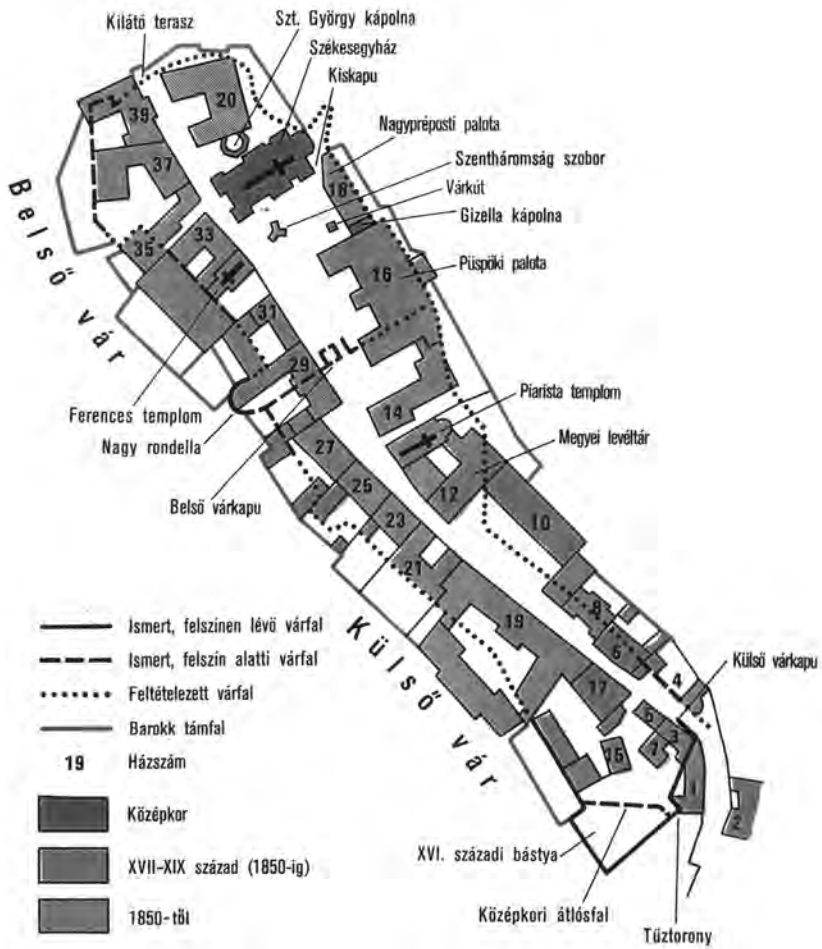 Kilátó terasz
Szt. György kápolna
Székesegyház
Kiskapu
Nagypréposti palota
Szentháromság szobor
Várkút
Gizella kápolna
Püspöki palota
Belső vár
39
20
37
18
33
35
16
31
29
14
Ferences templom
Nagy rondella
Belső várkapu
Piarista templom
Megyei levéltár
27
25
12
23
10
21
19
8
6
4
17
5
3
7
15
1
2
Külső vár
Külső várkapu
Ismert, felszínen lévő várfal
Ismert, felszín alatti várfal
Feltételezett várfal
Barokk támfal
19 Házszám
Középkor
XVII-XIX század (1850-ig)
1850-től
XVI. századi bástya
Középkori átlósfal
Tűztorony